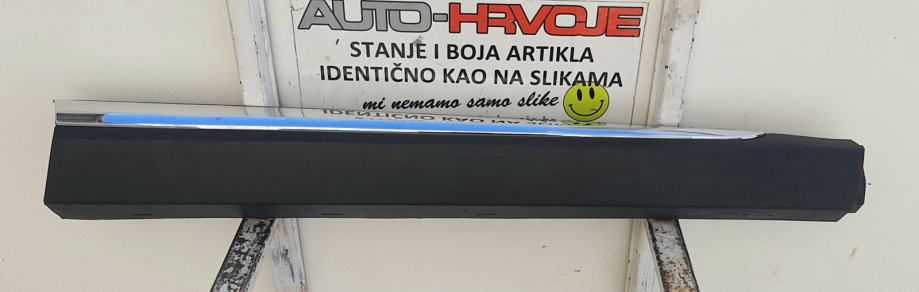 AUTO-HRVOJE
STANJE I BOJA ARTIKLA
IDENTIČNO KAO NA SLIKAMA
mi nemamo samo slike